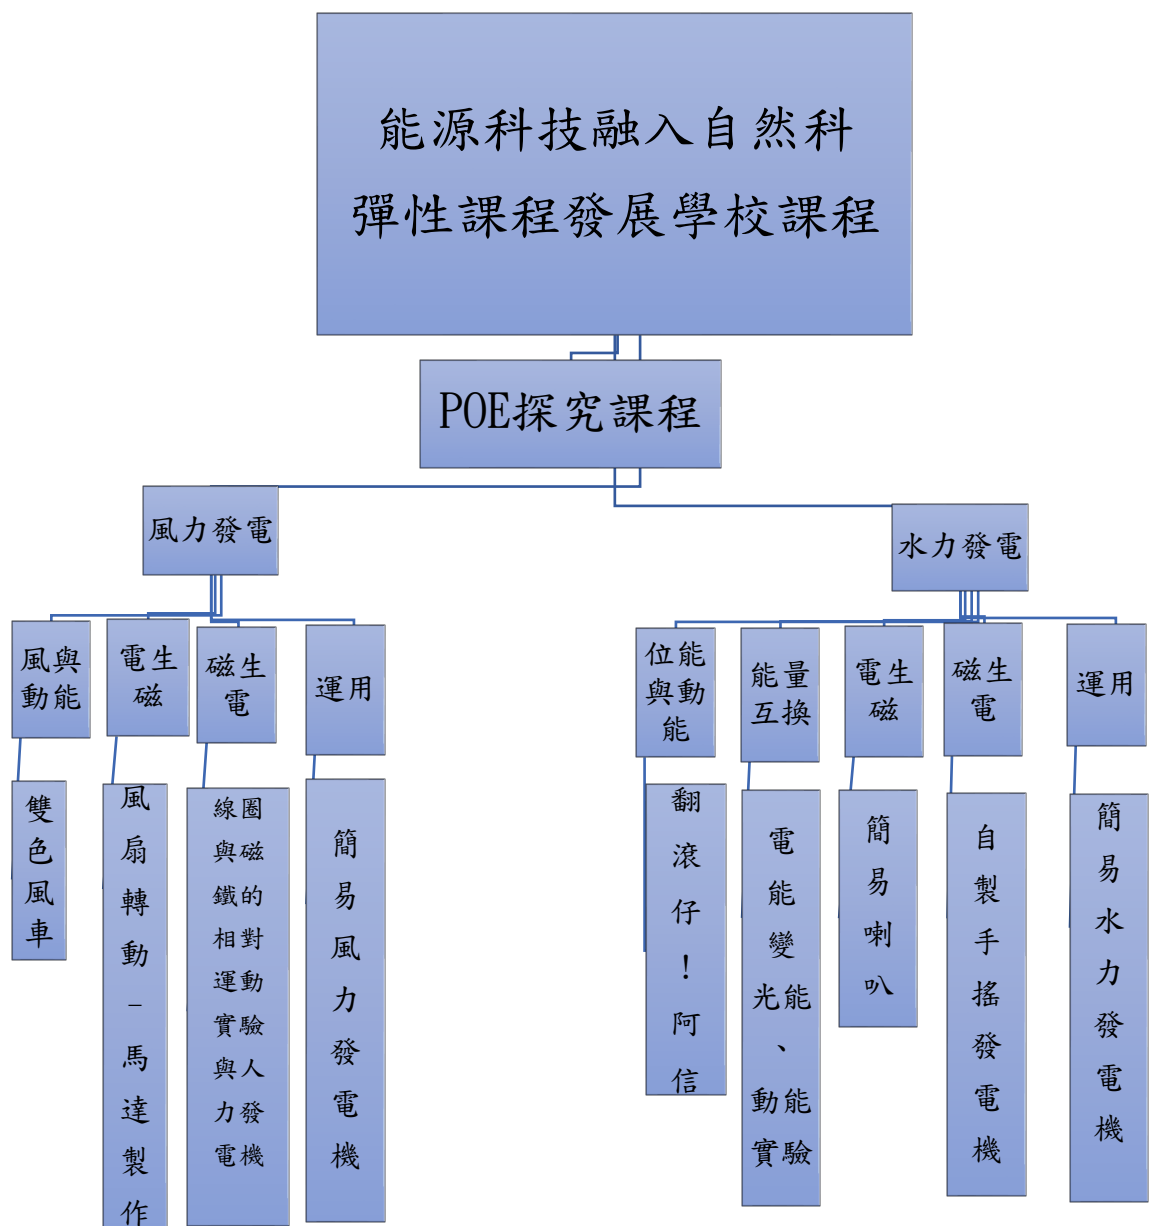 能源科技融入自然科
彈性課程發展學校課程
POE探究課程
風力發電
水力發電
風與
動能
電生
磁
磁生
電
運用
位能
與動
能
能量
互換
電生
磁
磁生
電
運用
雙
色
風
車
風
扇
轉
動
–
馬
達
製
作
線圈
與磁
鐵的
相對
運動
實驗
與人
力發
電機
簡
易
風
力
發
電
機
翻
滾
仔
！
阿
信
電
能
變
光能
、
動能
實驗
簡
易
喇
叭
自
製
手
搖
發
電
機
簡
易
水
力
發
電
機